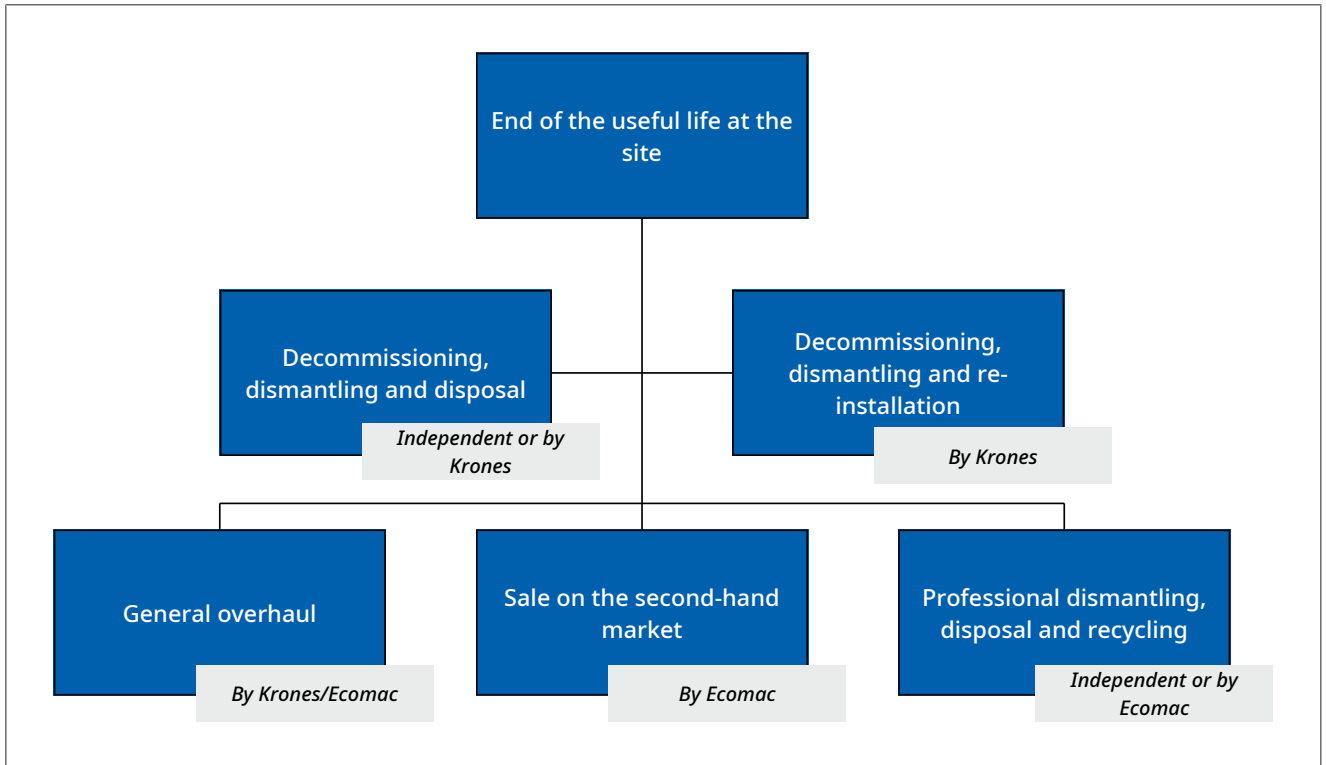 End of the useful life at the
site
Decommissioning,
dismantling and disposal
Independent or by
Krones
Decommissioning,
dismantling and re-
installation
By Krones
General overhaul
By Krones/Ecomac
Sale on the second-hand
market
By Ecomac
Professional dismantling,
disposal and recycling
Independent or by
Ecomac